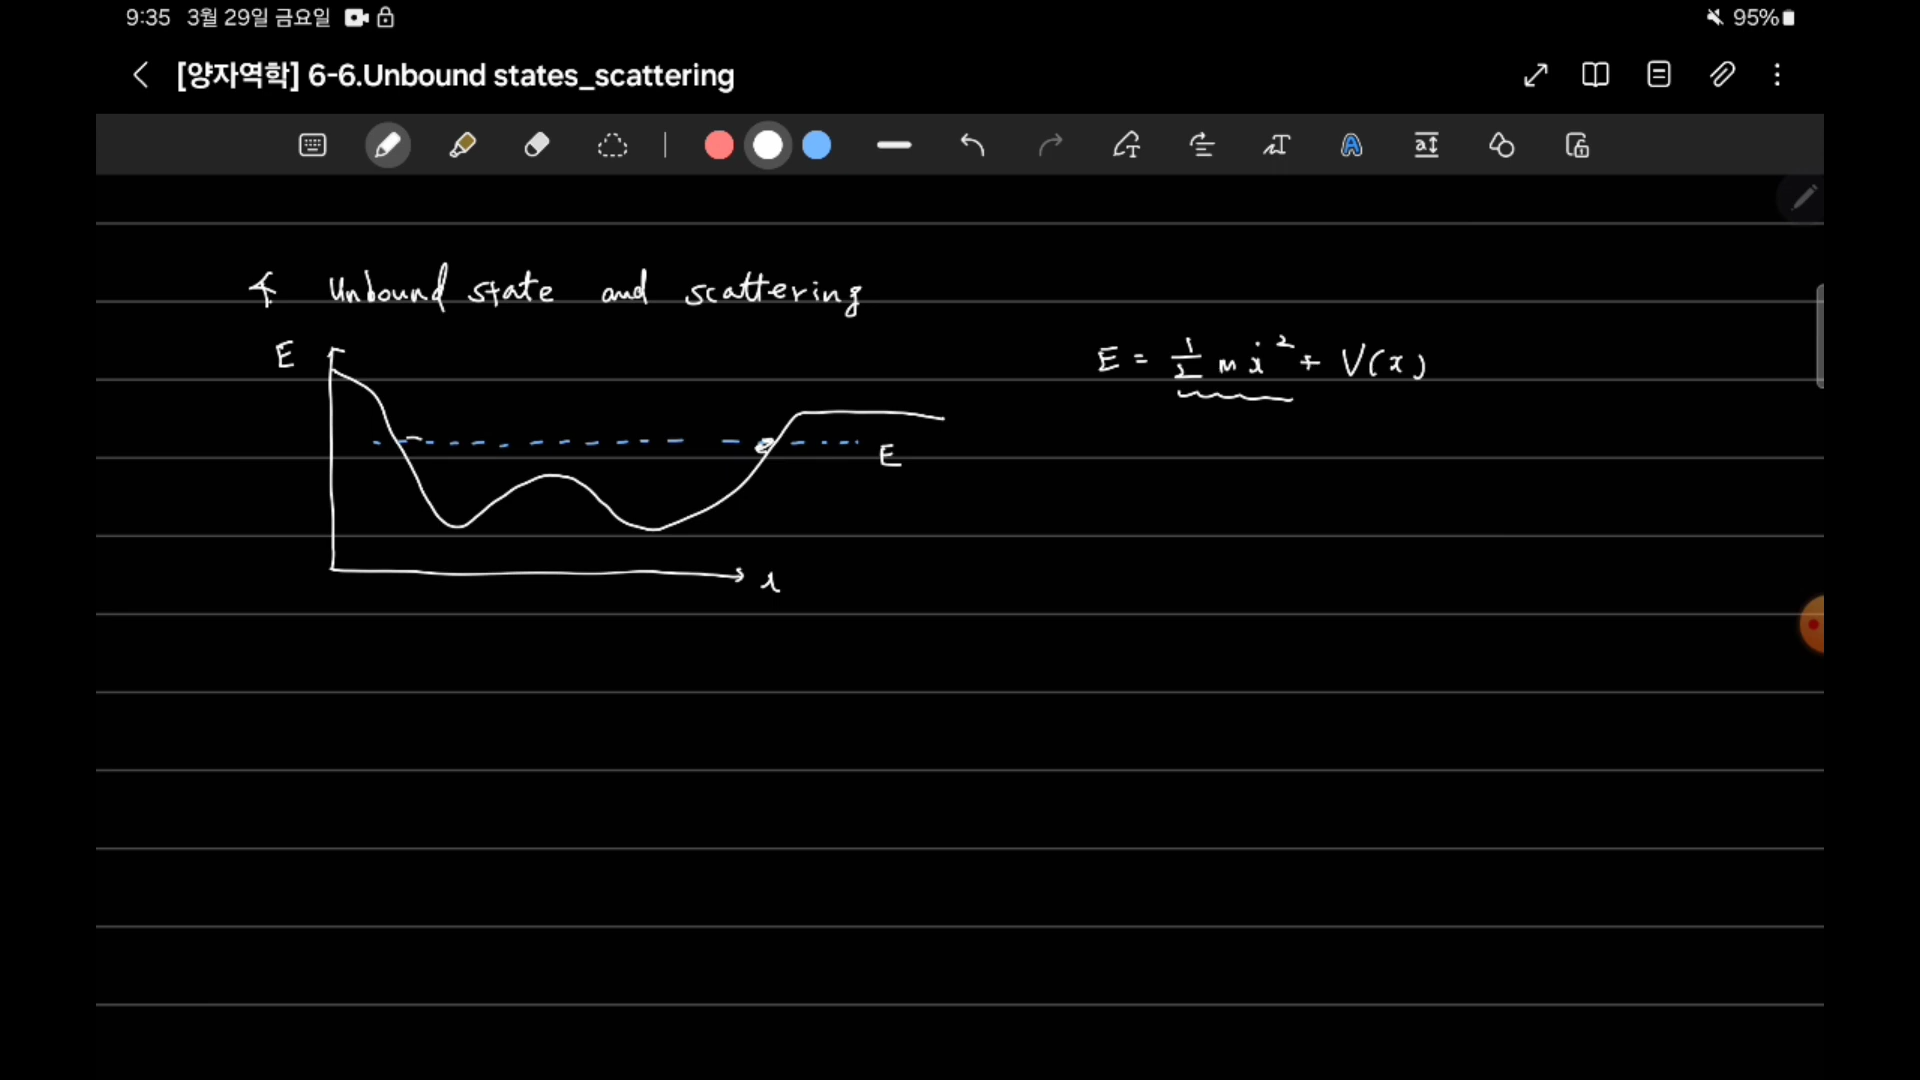 9:35 3월 29일 금요일
95%
[양자역학] 6-6.Unbound states_scattering
* Unbound state and scattering
E
E = 1/2 mẋ² + V(x)
E
x